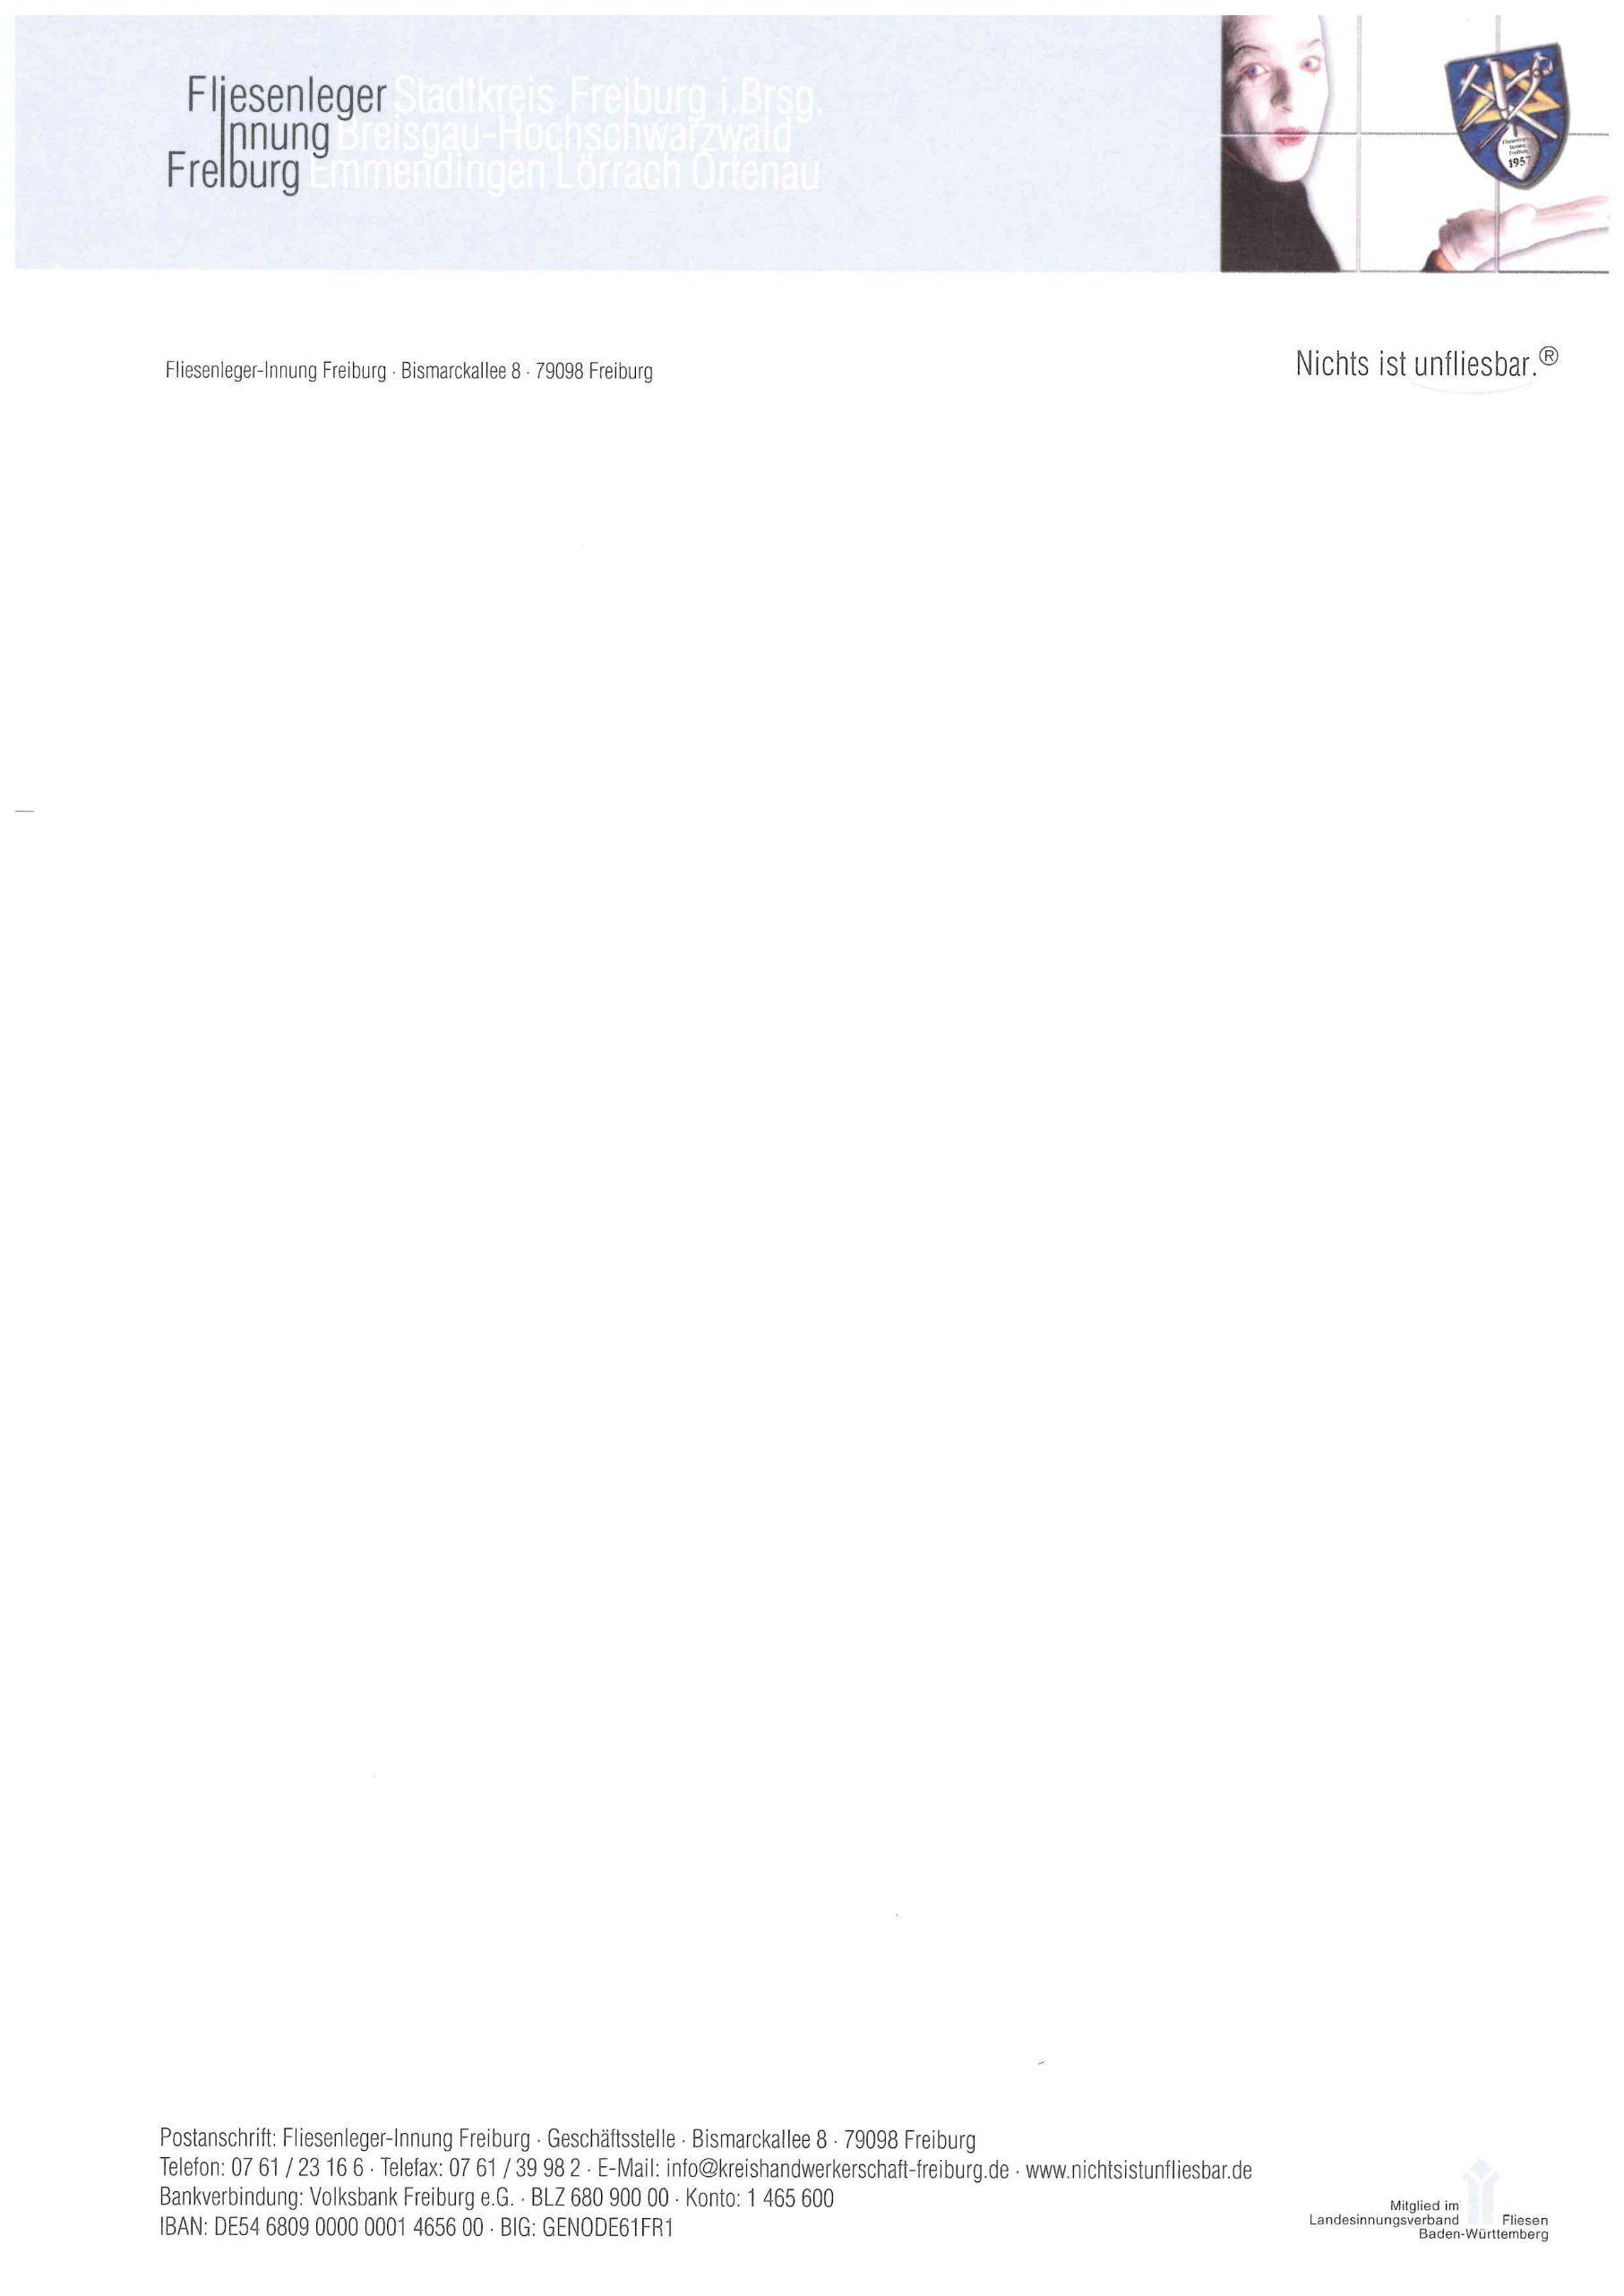 Fliesenleger Stadtkreis Freiburg i.Brsg.
Innung Breisgau-Hochschwarzwald
Freiburg Emmendingen Lörrach Ortenau
1957
Fliesenleger-Innung Freiburg · Bismarckallee 8 · 79098 Freiburg
Nichts ist unfliesbar.®
Postanschrift: Fliesenleger-Innung Freiburg · Geschäftsstelle · Bismarckallee 8 · 79098 Freiburg
Telefon: 07 61 / 23 16 6 · Telefax: 07 61 / 39 98 2 · E-Mail: info@kreishandwerkerschaft-freiburg.de · www.nichtsistunfliesbar.de
Bankverbindung: Volksbank Freiburg e.G. · BLZ 680 900 00 · Konto: 1 465 600
IBAN: DE54 6809 0000 0001 4656 00 · BIG: GENODE61FR1
Mitglied im
Landesinnungsverband Fliesen
Baden-Württemberg